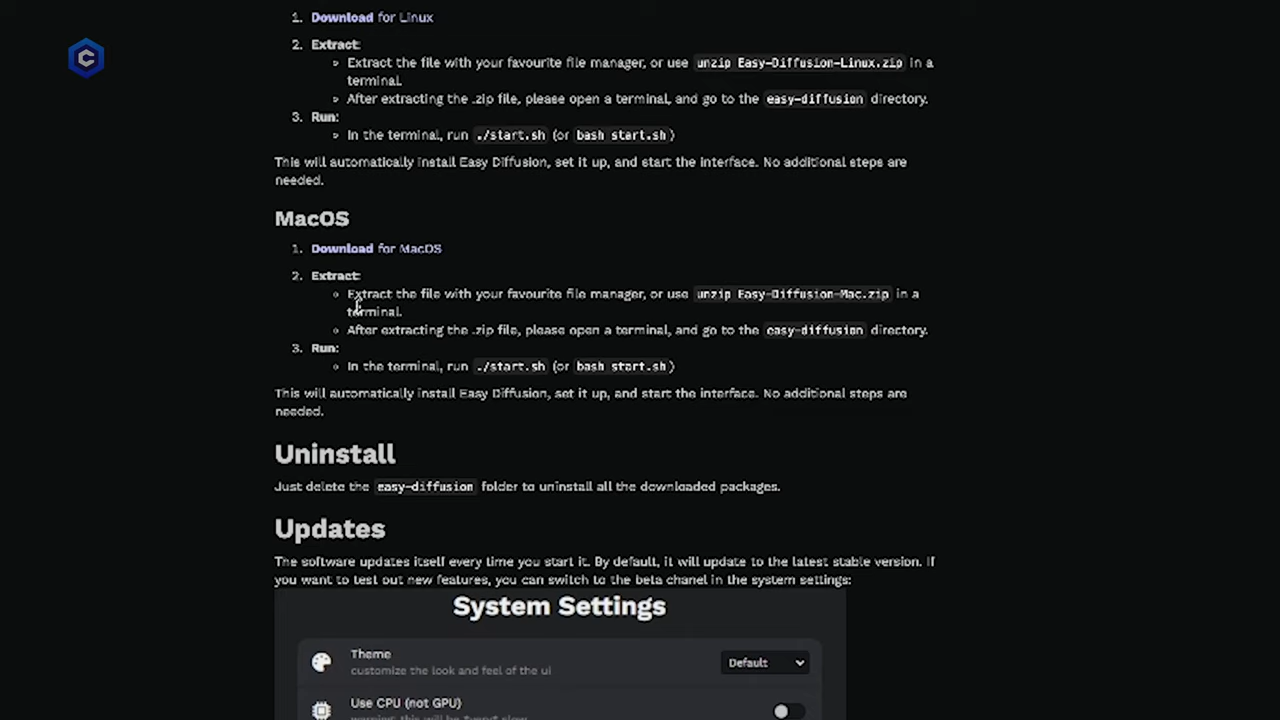 1. Download for Linux
2. Extract:
Extract the file with your favourite file manager, or use unzip Easy-Diffusion-Linux.zip in a
terminal.
After extracting the .zip file, please open a terminal, and go to the easy-diffusion directory.
3. Run:
In the terminal, run ./start.sh (or bash start.sh)
This will automatically install Easy Diffusion, set it up, and start the interface. No additional steps are
needed.
MacOS
1. Download for MacOS
2. Extract:
Extract the file with your favourite file manager, or use unzip Easy-Diffusion-Mac.zip in a
terminal.
After extracting the .zip file, please open a terminal, and go to the easy-diffusion directory.
3. Run:
In the terminal, run ./start.sh (or bash start.sh)
This will automatically install Easy Diffusion, set it up, and start the interface. No additional steps are
needed.
Uninstall
Just delete the easy-diffusion folder to uninstall all the downloaded packages.
Updates
The software updates itself every time you start it. By default, it will update to the latest stable version. If
you want to test out new features, you can switch to the beta chanel in the system settings:
System Settings
Theme
customize the look and feel of the ui
Default
Use CPU (not GPU)